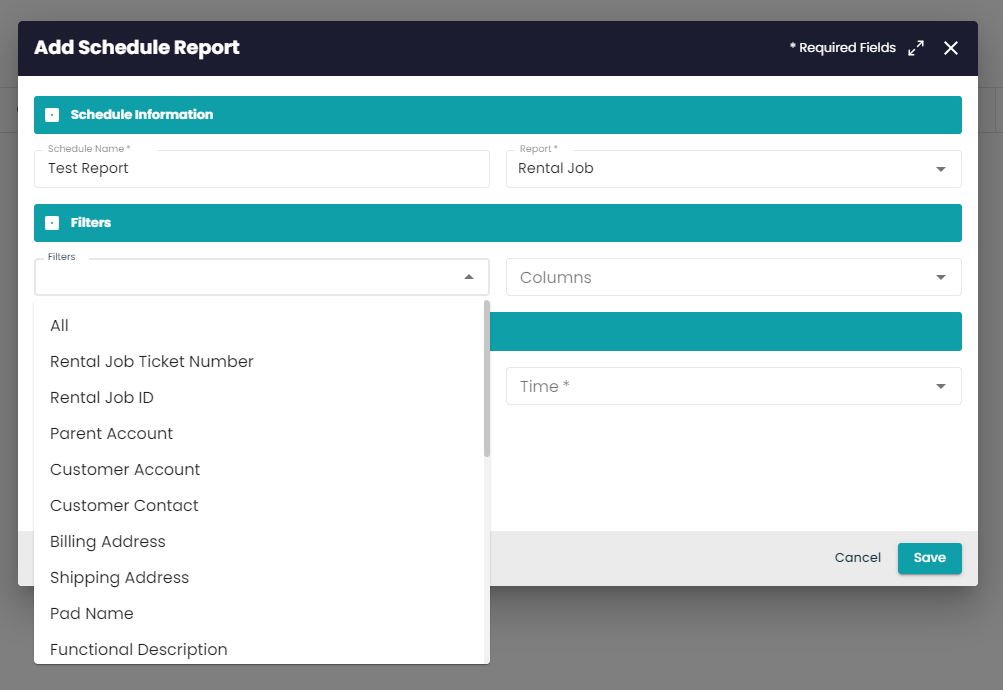 Add Schedule Report
* Required Fields
Schedule Information
Schedule Name *
Test Report
Report *
Rental Job
Filters
Filters
Columns
Time *
All
Rental Job Ticket Number
Rental Job ID
Parent Account
Customer Account
Customer Contact
Billing Address
Shipping Address
Pad Name
Functional Description
Cancel
Save